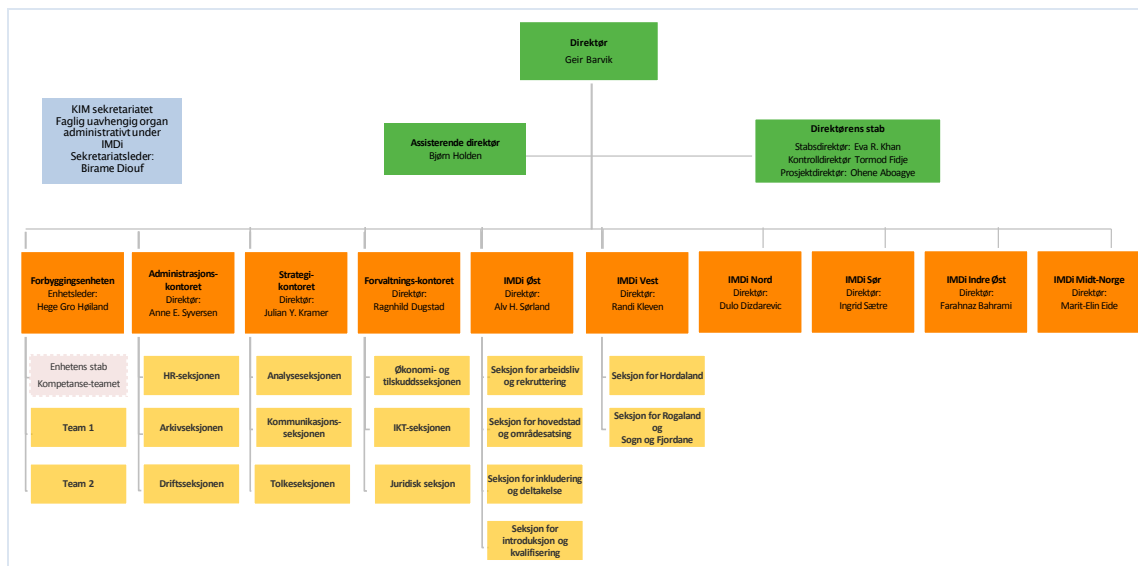 Direktør
Geir Barvik
KIM sekretariatet
Faglig uavhengig organ
administrativt under
IMDi
Sekretariatsleder:
Birame Diouf
Assisterende direktør
Bjørn Holden
Direktørens stab
Stabsdirektør: Eva R. Khan
Kontrolldirektør Tormod Fidje
Prosjektdirektør: Ohene Aboagye
Forbyggingsenheten
Enhetsleder:
Hege Gro Høiland
Administrasjons-
kontoret
Direktør:
Anne E. Syversen
Strategi-
kontoret
Direktør:
Julian Y. Kramer
Forvaltnings-kontoret
Direktør:
Ragnhild Dugstad
IMDi Øst
Direktør:
Alv H. Sørland
IMDi Vest
Direktør:
Randi Kleven
IMDi Nord
Direktør:
Dulo Dizdarevic
IMDi Sør
Direktør:
Ingrid Sætre
IMDi Indre Øst
Direktør:
Farahnaz Bahrami
IMDi Midt-Norge
Direktør:
Marit-Elin Eide
Enhetens stab
Kompetanse-teamet
Team 1
Team 2
HR-seksjonen
Arkivseksjonen
Driftsseksjonen
Analyseseksjonen
Kommunikasjons-
seksjonen
Tolkeseksjonen
Økonomi- og
tilskuddsseksjonen
IKT-seksjonen
Juridisk seksjon
Seksjon for arbeidsliv
og rekruttering
Seksjon for hovedstad
og områdesatsing
Seksjon for inkludering
og deltakelse
Seksjon for
introduksjon og
kvalifisering
Seksjon for Hordaland
Seksjon for Rogaland
og
Sogn og Fjordane